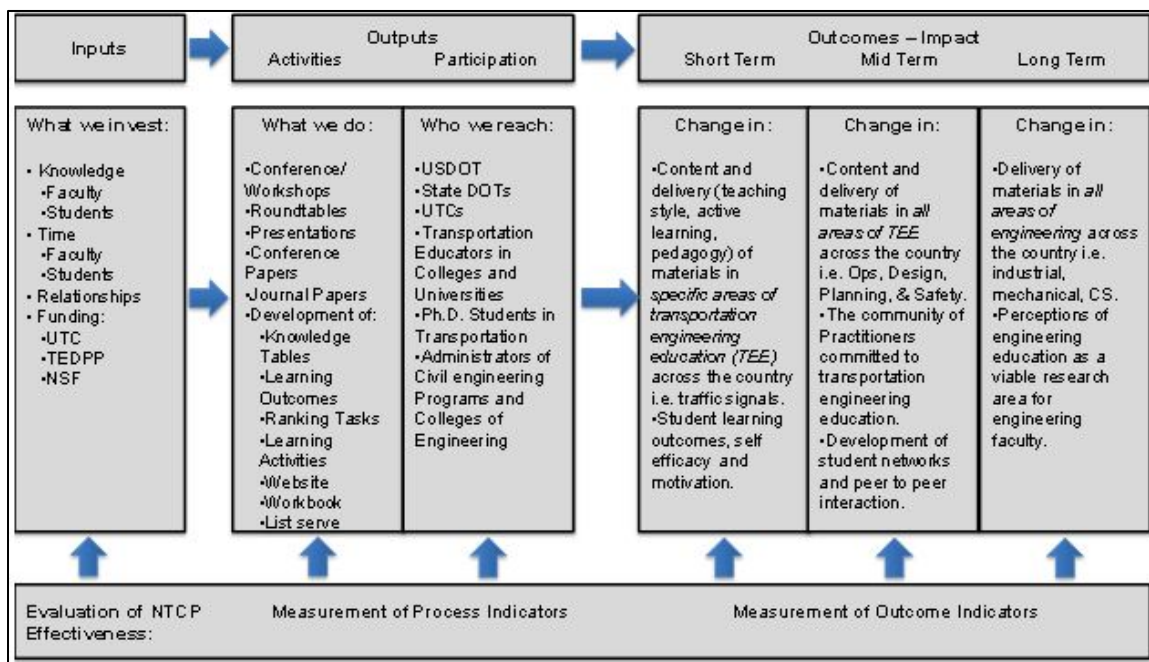 Inputs
Outputs
Activities Participation
Outcomes – Impact
Short Term Mid Term Long Term
What we invest:
• Knowledge
•Faculty
•Students
• Time
•Faculty
•Students
• Relationships
• Funding:
•UTC
•TEDPP
•NSF
What we do:
•Conference/
Workshops
•Roundtables
•Presentations
•Conference
Papers
•Journal Papers
•Development of:
•Knowledge
Tables
•Learning
Outcomes
•Ranking Tasks
•Learning
Activities
•Website
•Workbook
•List serve
Who we reach:
•USDOT
•State DOTs
•UTCs
•Transportation
Educators in
Colleges and
Universities
•Ph.D. Students in
Transportation
•Administrators of
Civil engineering
Programs and
Colleges of
Engineering
Change in:
•Content and
delivery (teaching
style, active
learning,
pedagogy) of
materials in
specific areas of
transportation
engineering
education (TEE)
across the country
i.e. traffic signals.
•Student learning
outcomes, self
efficacy and
motivation.
Change in:
•Content and
delivery of
materials in all
areas of TEE
across the country
i.e. Ops, Design,
Planning, & Safety.
•The community of
Practitioners
committed to
transportation
engineering
education.
•Development of
student networks
and peer to peer
interaction.
Change in:
•Delivery of
materials in all
areas of
engineering across
the country i.e.
industrial,
mechanical, CS.
•Perceptions of
engineering
education as a
viable research
area for
engineering
faculty.
Evaluation of NTCP
Effectiveness:
Measurement of Process Indicators
Measurement of Outcome Indicators